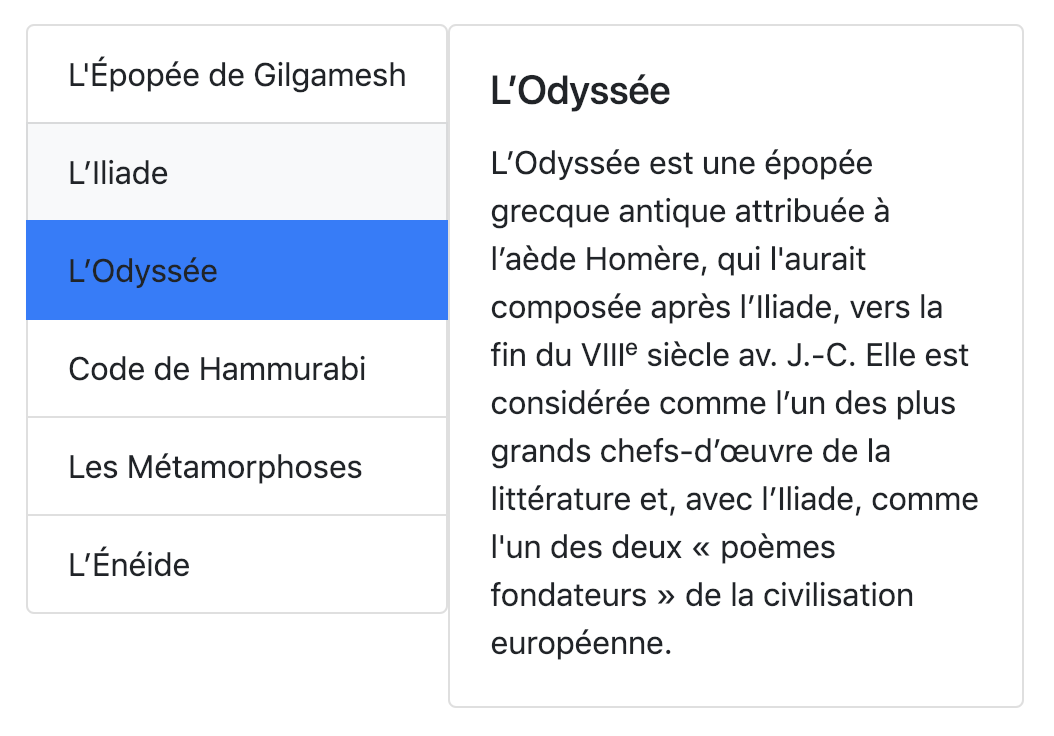 L'Épopée de Gilgamesh
L’Iliade
L’Odyssée
Code de Hammurabi
Les Métamorphoses
L’Énéide
L’Odyssée
L’Odyssée est une épopée
grecque antique attribuée à
l’aède Homère, qui l'aurait
composée après l’Iliade, vers la
fin du VIIIᵉ siècle av. J.-C. Elle est
considérée comme l’un des plus
grands chefs-d’œuvre de la
littérature et, avec l’Iliade, comme
l'un des deux « poèmes
fondateurs » de la civilisation
européenne.